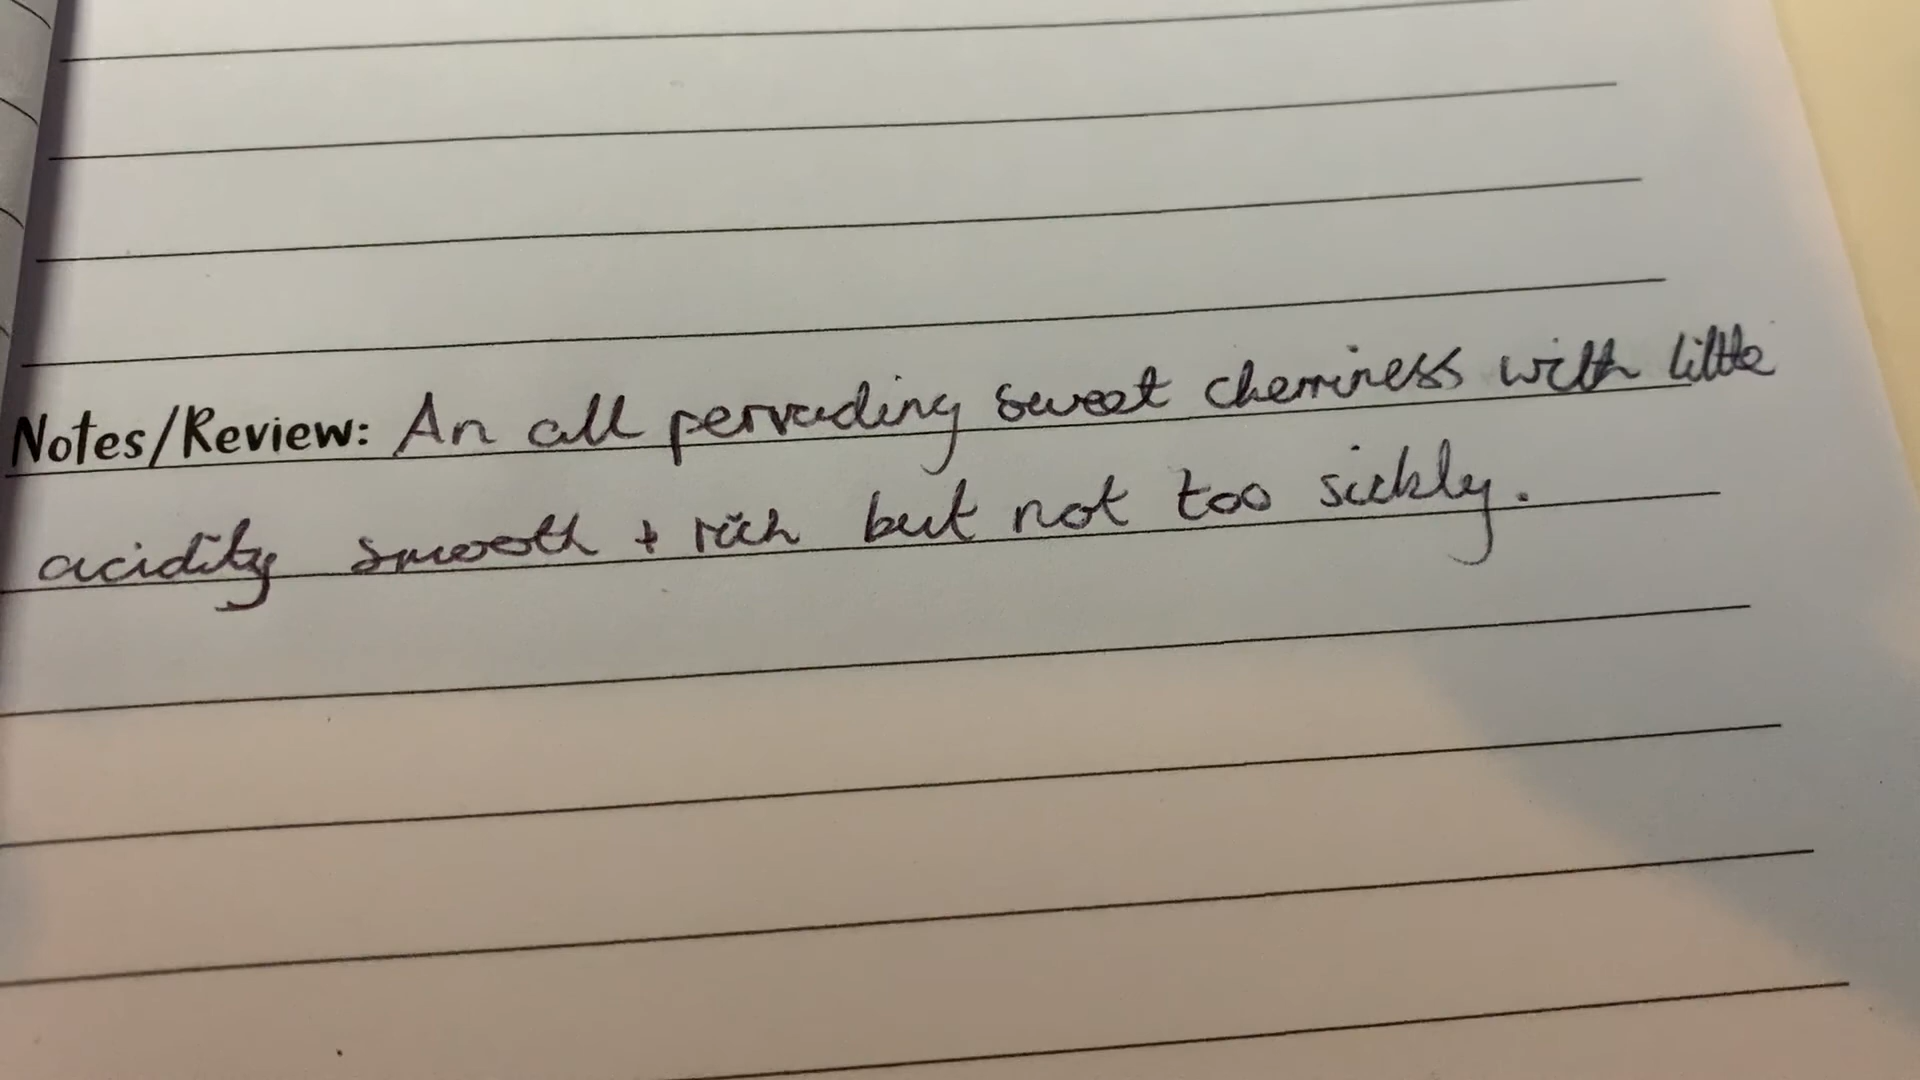 Notes/Review: An all pervading sweet cherriness with little
acidity smooth + rich but not too sickly.